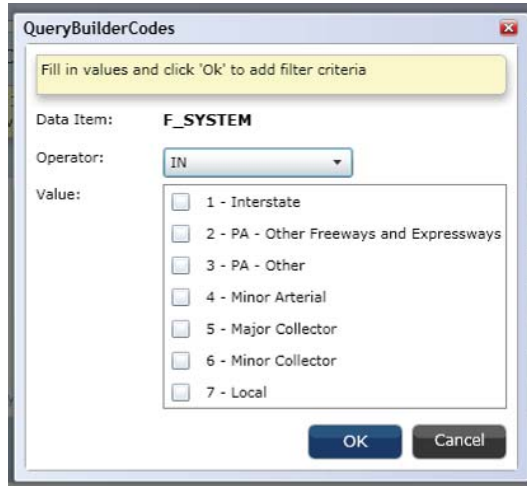 QueryBuilderCodes
Fill in values and click 'Ok' to add filter criteria
Data Item: F_SYSTEM
Operator: IN
Value:
1 - Interstate
2 - PA - Other Freeways and Expressways
3 - PA - Other
4 - Minor Arterial
5 - Major Collector
6 - Minor Collector
7 - Local
OK Cancel